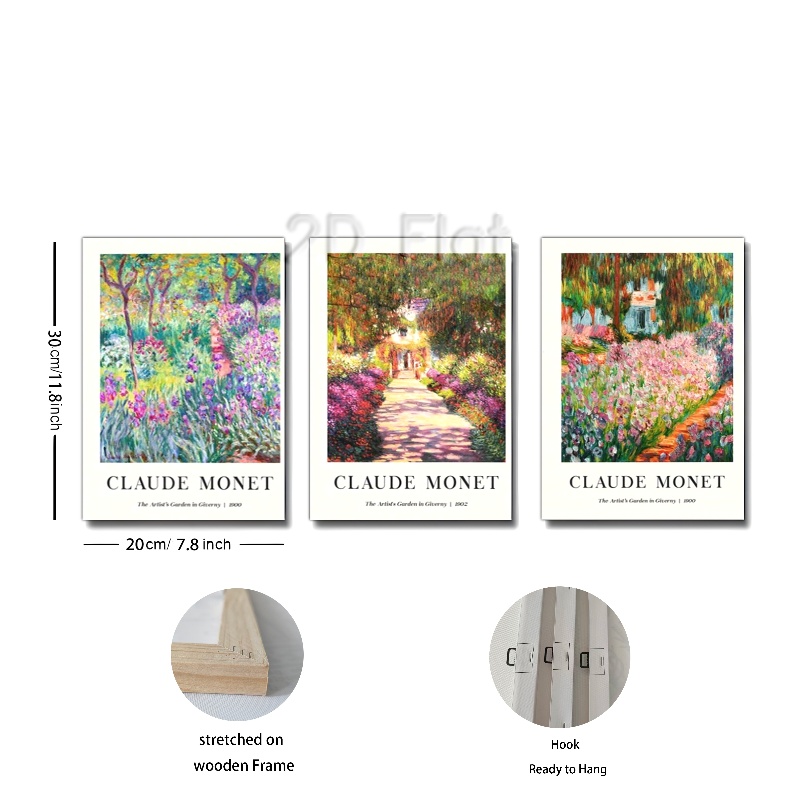 2D Flat
CLAUDE MONET
The Artist's Garden in Giverny | 1900
CLAUDE MONET
The Artist's Garden in Giverny | 1902
CLAUDE MONET
The Artist's Garden in Giverny | 1900
30cm/11.8inch
20cm/ 7.8 inch
stretched on
wooden Frame
Hook
Ready to Hang